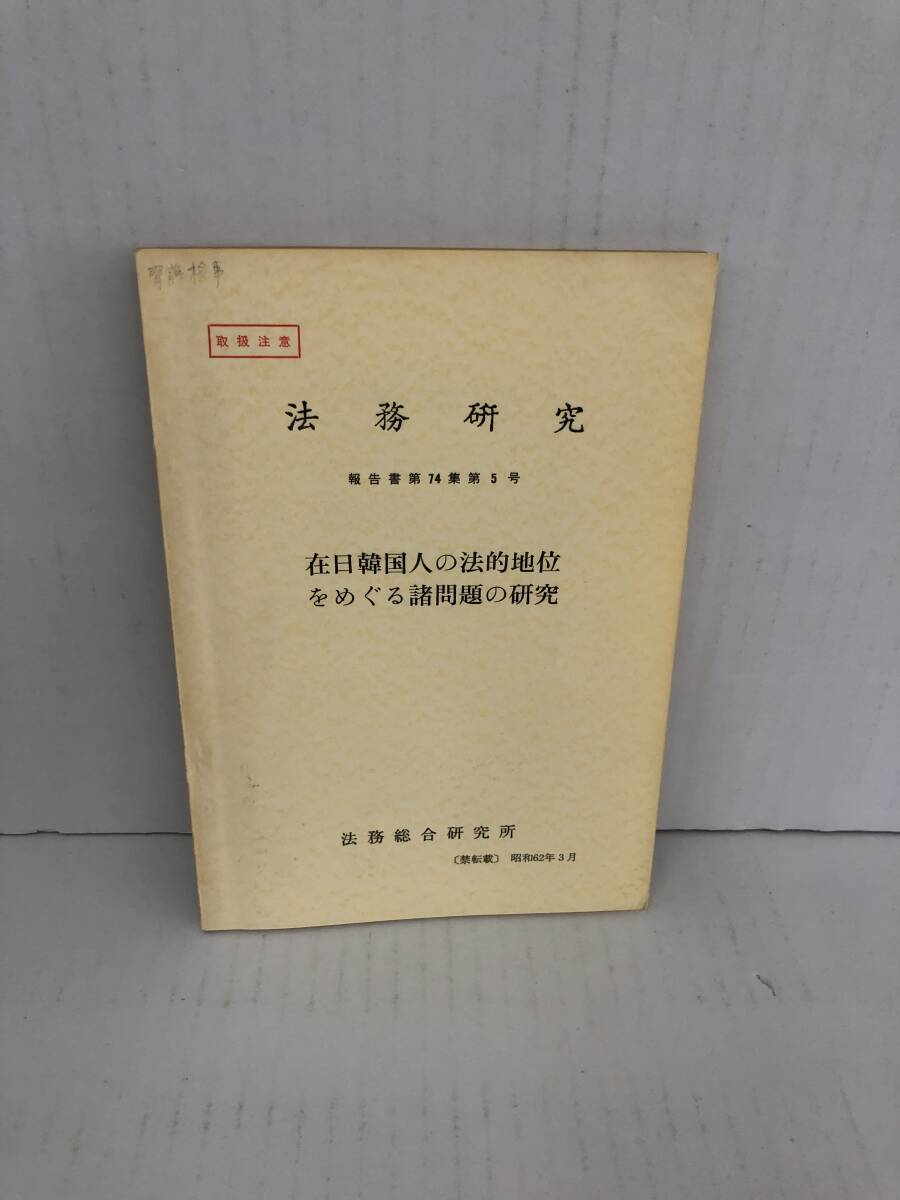 取扱注意
法務研究
報告書第74集第5号
在日韓国人の法的地位
をめぐる諸問題の研究
法務総合研究所
〔禁転載〕 昭和62年3月